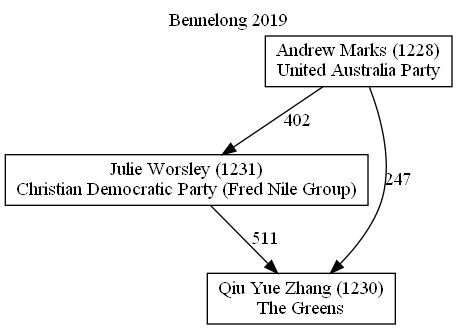 Bennelong 2019
Andrew Marks (1228)
United Australia Party
402
Julie Worsley (1231)
Christian Democratic Party (Fred Nile Group)
247
511
Qiu Yue Zhang (1230)
The Greens